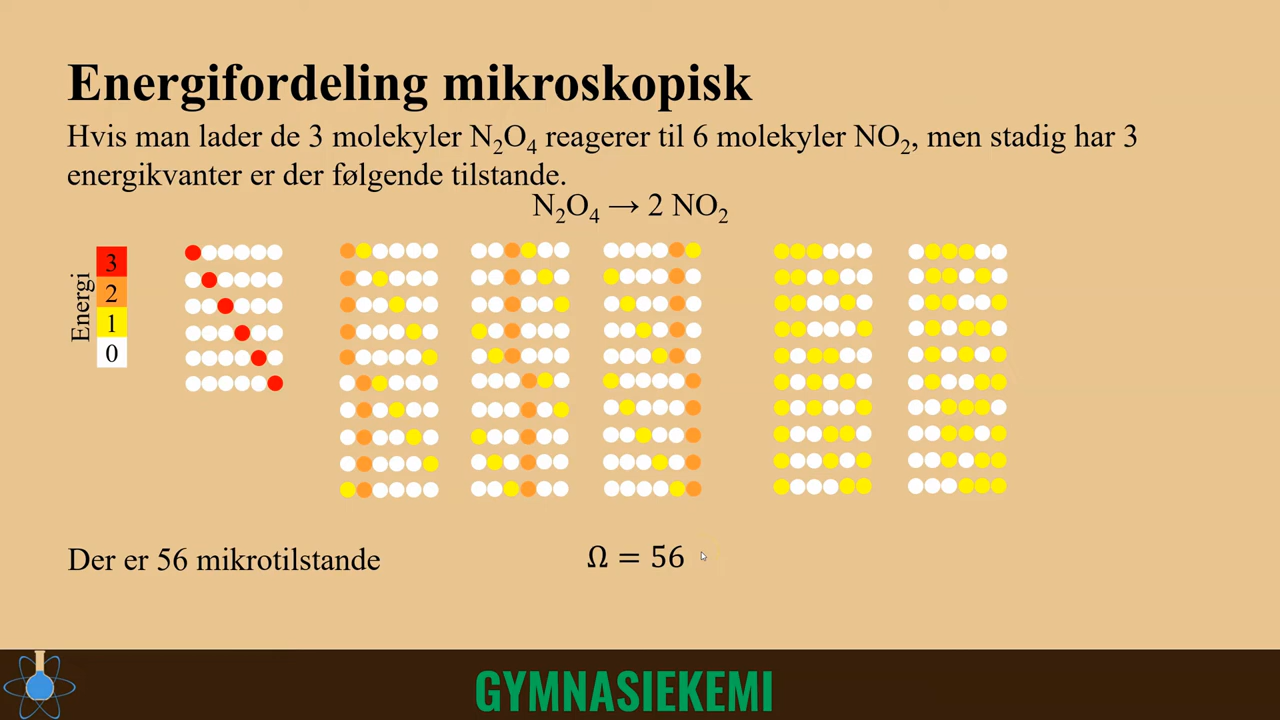 Energifordeling mikroskopisk
Hvis man lader de 3 molekyler N₂O₄ reagerer til 6 molekyler NO₂, men stadig har 3
energikvanter er der følgende tilstande.
N₂O₄ → 2 NO₂
Energi
3
2
1
0
Der er 56 mikrotilstande
Ω = 56
GYMNASIEKEMI